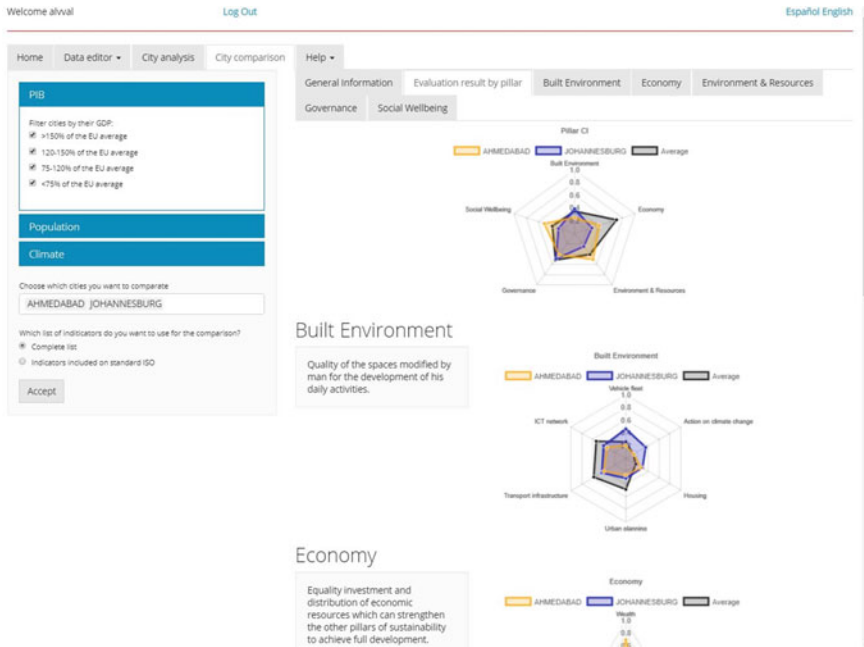 Welcome alvval
Log Out
Español English
Home
Data editor
City analysis
City comparison
Help
General Information
Evaluation result by pillar
Built Environment
Economy
Environment & Resources
Governance
Social Wellbeing
PIB
Filter cities by their GDP:
>150% of the EU average
120-150% of the EU average
75-120% of the EU average
<75% of the EU average
Population
Climate
Choose which cities you want to comparate
AHMEDABAD JOHANNESBURG
Which list of inditicators do you want to use for the comparison?
Complete list
Indicators included on standard ISO
Accept
Pillar CI
AHMEDABAD JOHANNESBURG Average
Built Environment
1.0
0.8
0.6
0.4
Social Wellbeing
Economy
Governance
Environment & Resources
Built Environment
Quality of the spaces modified by
man for the development of his
daily activities.
Built Environment
AHMEDABAD JOHANNESBURG Average
Vehicle fleet
1.0
0.8
0.6
ICT network
Action on climate change
Transport infrastructure
Housing
Urban planning
Economy
Equality investment and
distribution of economic
resources which can strengthen
the other pillars of sustainability
to achieve full development.
Economy
AHMEDABAD JOHANNESBURG Average
Wealth
1.0
0.8